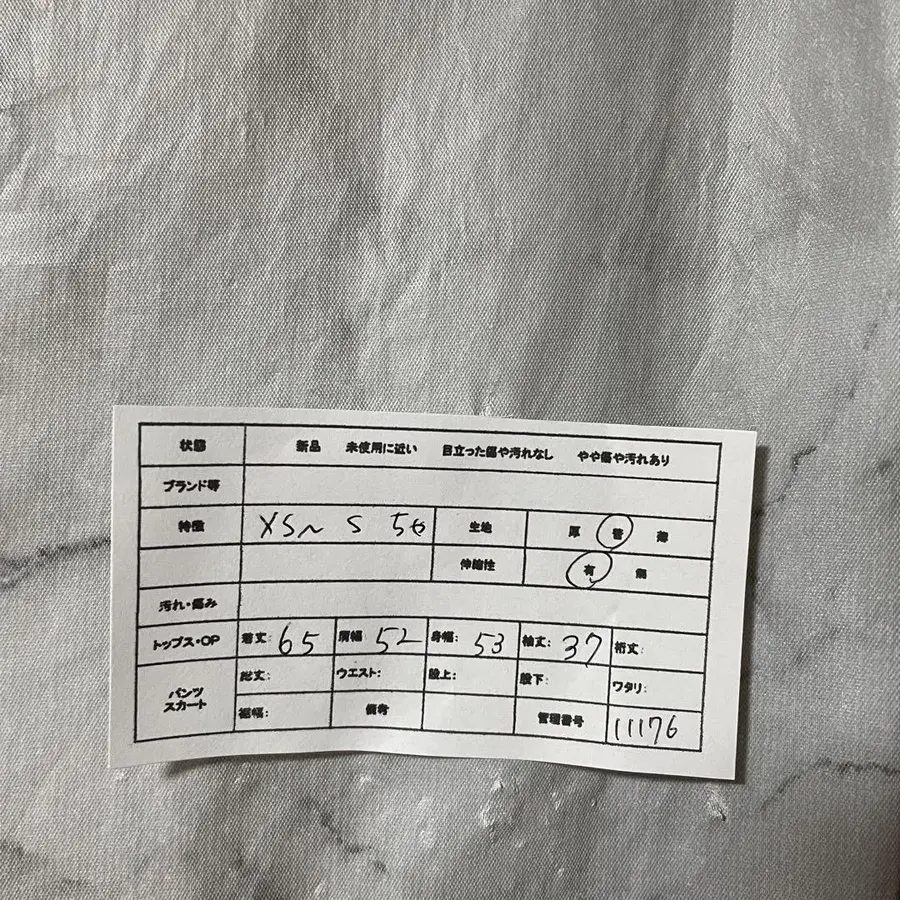 状態 新品 未使用に近い 目立った傷や汚れなし やや傷や汚れあり
ブランド等
特徴 XS〜 S 5や 生地 厚 普 薄
伸縮性 有 無
汚れ・傷み
トップス・OP 着丈: 65 肩幅 52 身幅: 53 袖丈: 37 裄丈:
パンツ スカート 総丈: ウエスト: 股上: 股下: ワタリ:
裾幅: 備考 管理番号 11176